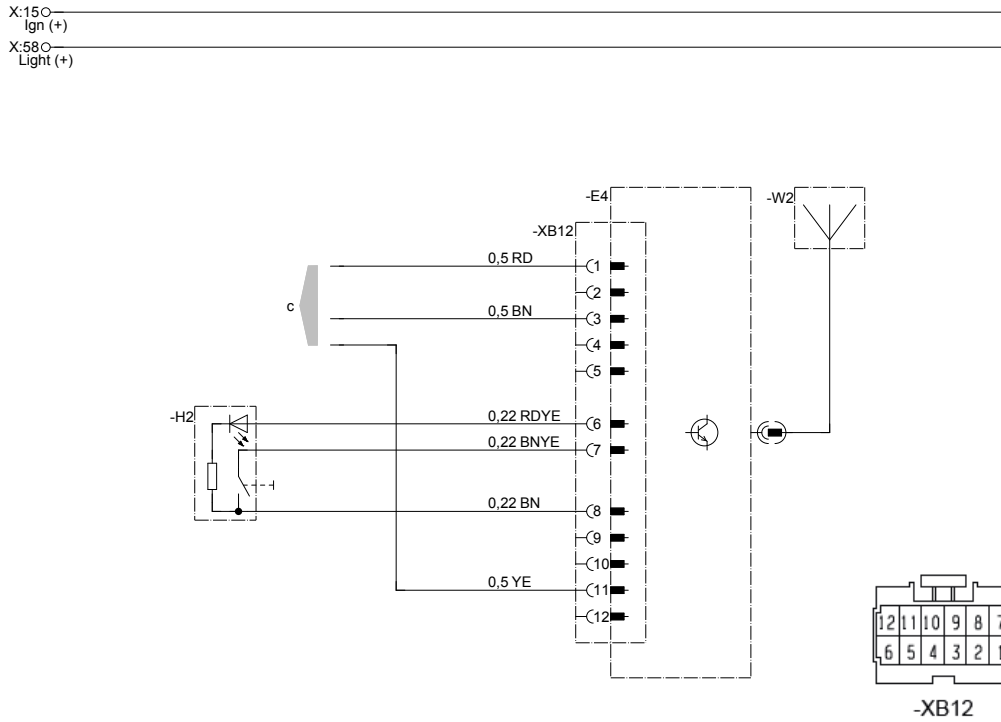 X:15
Ign (+)
X:58
Light (+)
-E4
-W2
-XB12
0,5 RD
1
2
c
0,5 BN
3
4
5
-H2
0,22 RDYE
6
0,22 BNYE
7
0,22 BN
8
9
10
0,5 YE
11
12
12 11 10 9 8 7
6 5 4 3 2 1
-XB12